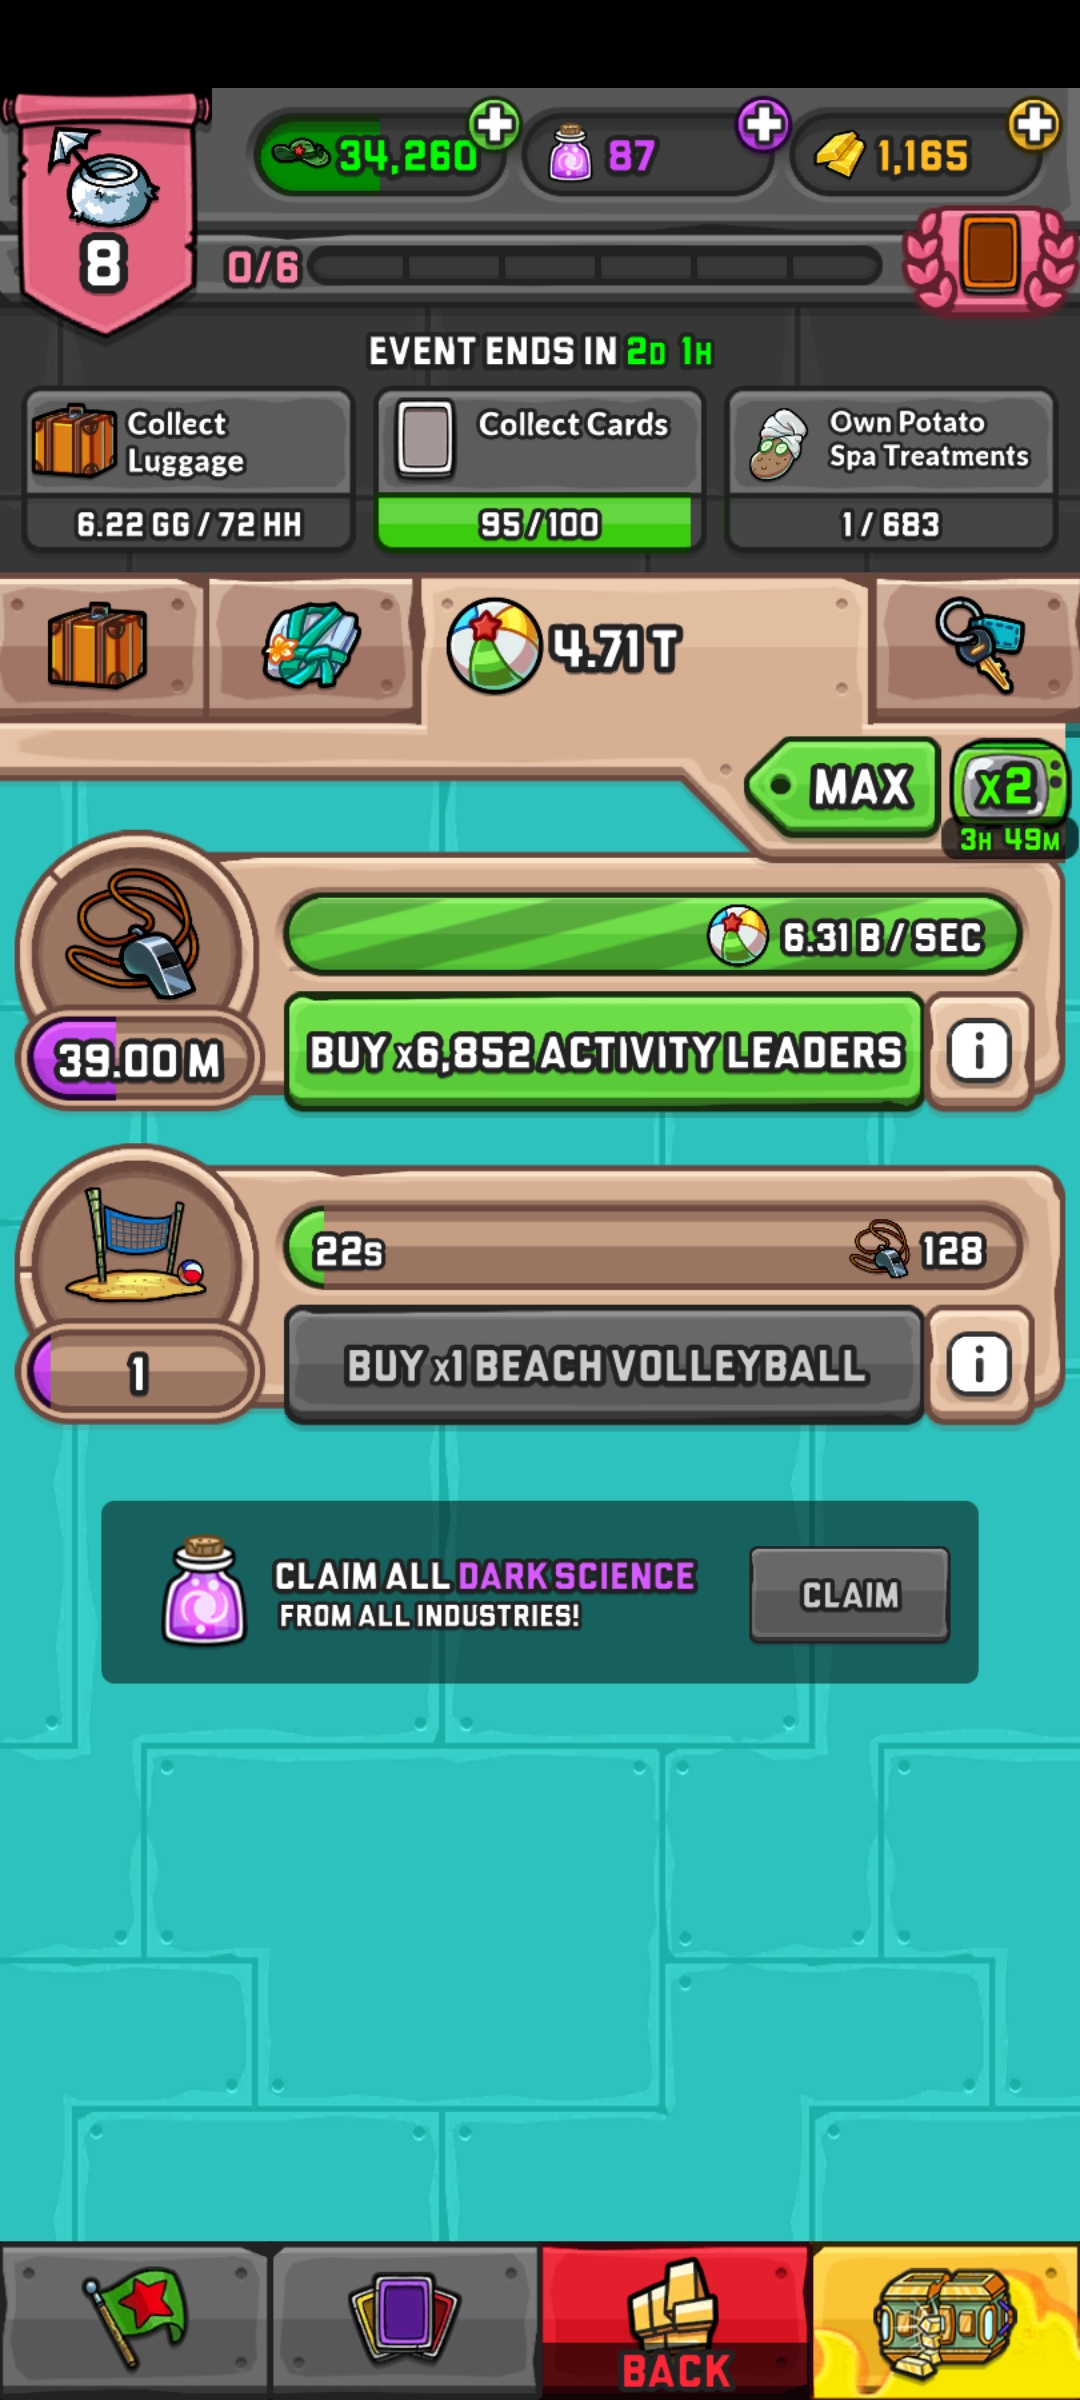 34,260
87
1,165
8
0/6
EVENT ENDS IN 2D 1H
Collect
Luggage
6.22 GG / 72 HH
Collect Cards
95 / 100
Own Potato
Spa Treatments
1 / 683
4.71 T
MAX
x2
3H 49M
6.31 B / SEC
39.00 M
BUY x6,852 ACTIVITY LEADERS
i
22s
128
1
BUY x1 BEACH VOLLEYBALL
i
CLAIM ALL DARK SCIENCE
FROM ALL INDUSTRIES!
CLAIM
BACK